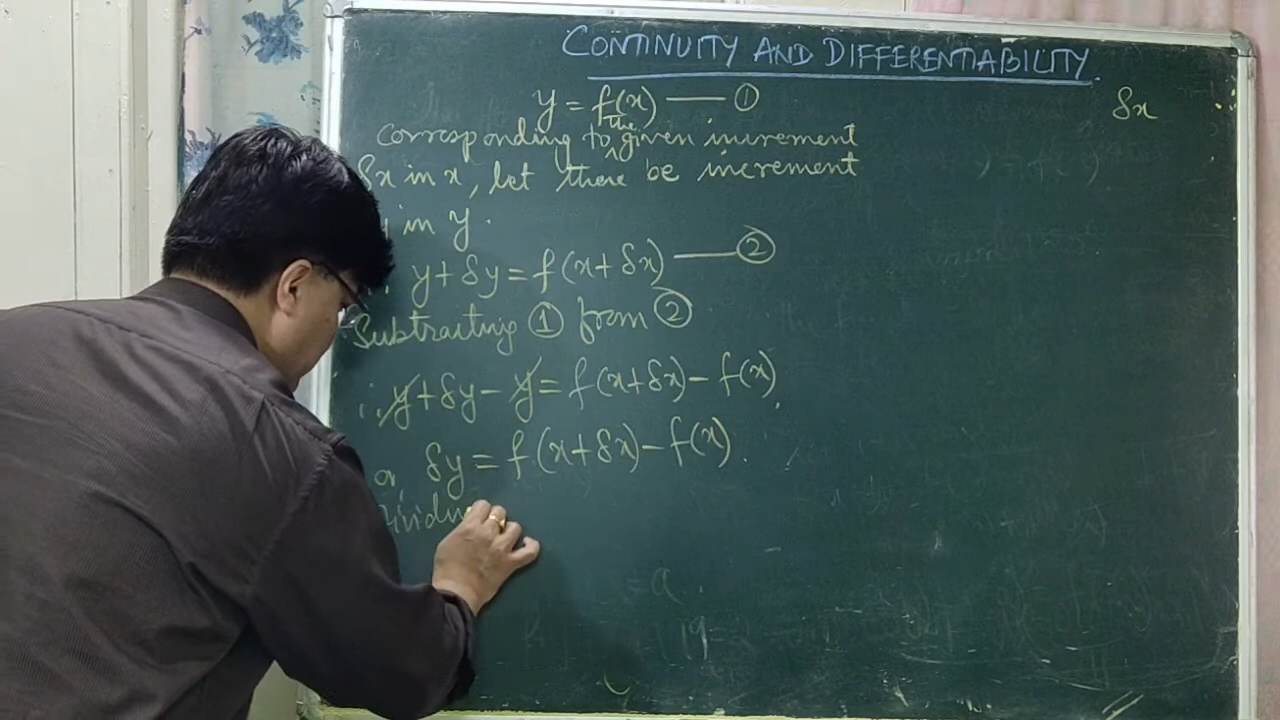 CONTINUITY AND DIFFERENTIABILITY
y = f(x) —— ①
δx
corresponding to the given increment
δx in x, let there be increment
in y.
y + δy = f(x + δx) —— ②
Subtracting ① from ②
∴ y + δy - y = f(x + δx) - f(x),
or, δy = f(x + δx) - f(x).